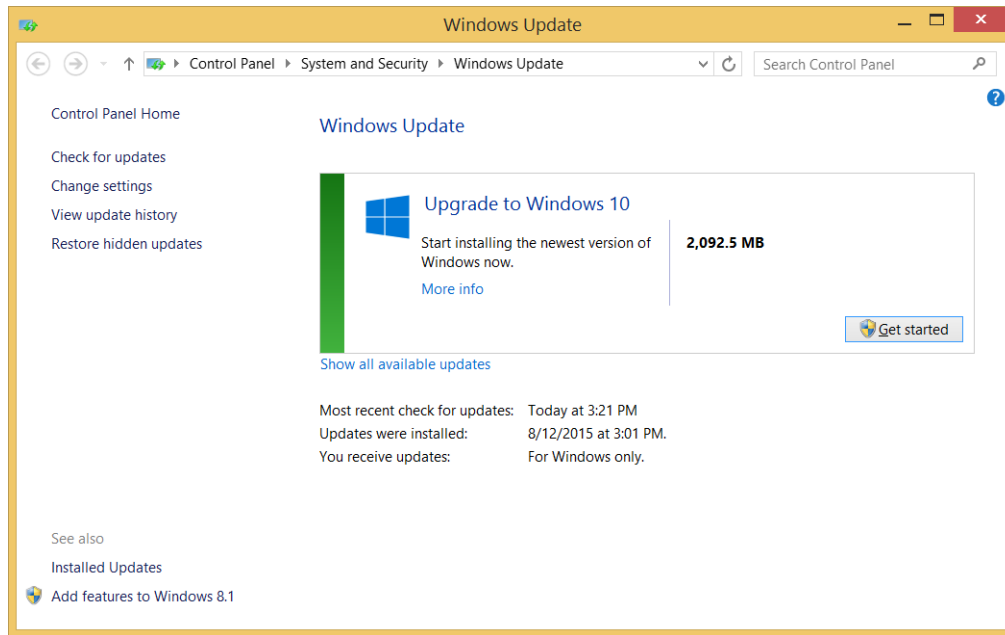 Windows Update
Control Panel System and Security Windows Update
Search Control Panel
Control Panel Home
Check for updates
Change settings
View update history
Restore hidden updates
Windows Update
Upgrade to Windows 10
Start installing the newest version of
Windows now.
More info
2,092.5 MB
Get started
Show all available updates
Most recent check for updates: Today at 3:21 PM
Updates were installed: 8/12/2015 at 3:01 PM.
You receive updates: For Windows only.
See also
Installed Updates
Add features to Windows 8.1